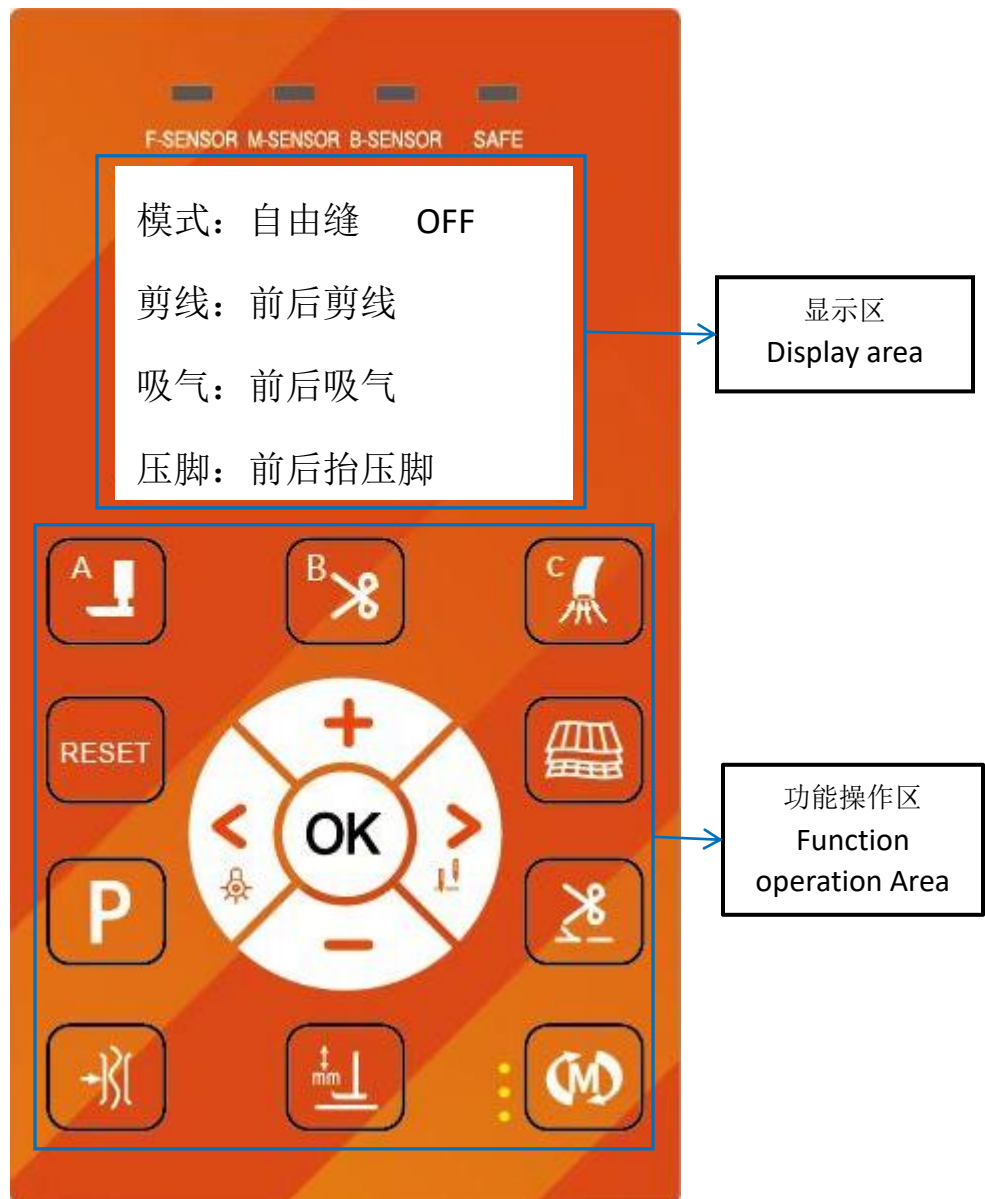 F-SENSOR M-SENSOR B-SENSOR SAFE
模式：自由缝 OFF
剪线：前后剪线
吸气：前后吸气
压脚：前后抬压脚
显示区
Display area
A
B
C
RESET
+
<
OK
>
P
−
功能操作区
Function
operation Area
mm
M